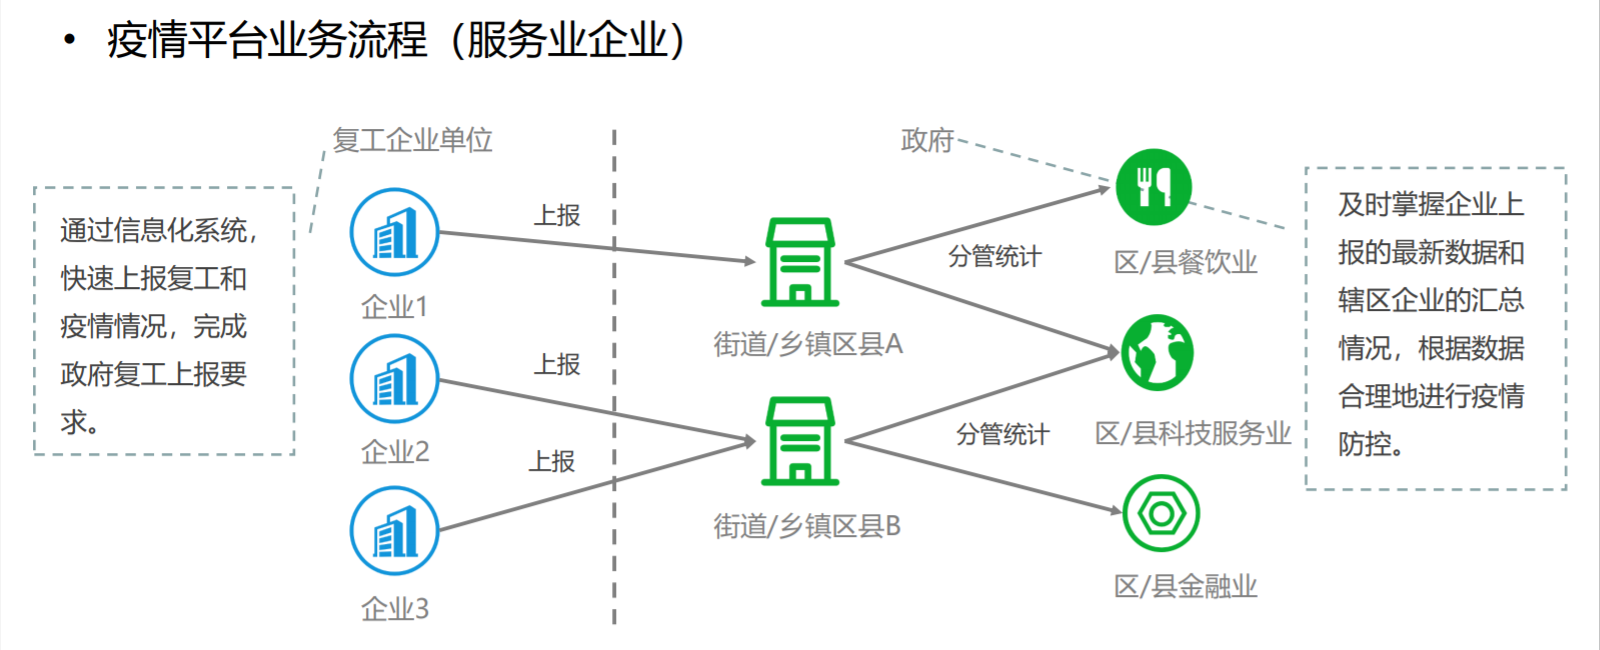 • 疫情平台业务流程（服务业企业）
复工企业单位
政府
通过信息化系统，
快速上报复工和
疫情情况，完成
政府复工上报要
求。
企业1
企业2
企业3
上报
上报
上报
街道/乡镇区县A
街道/乡镇区县B
分管统计
分管统计
区/县餐饮业
区/县科技服务业
区/县金融业
及时掌握企业上
报的最新数据和
辖区企业的汇总
情况，根据数据
合理地进行疫情
防控。